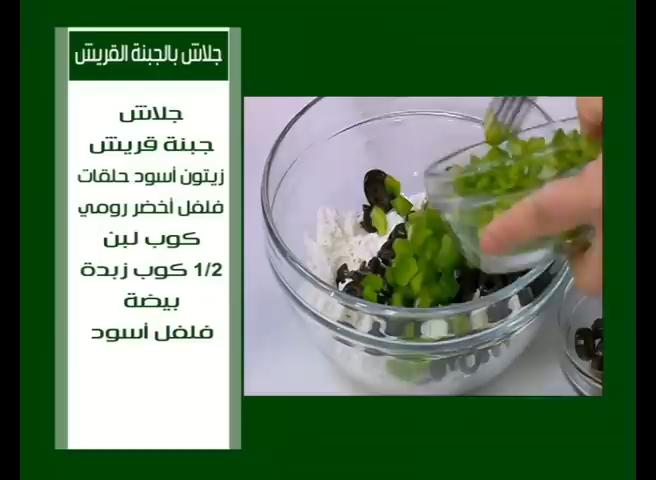 جلاش بالجبنة القريش
جلاش
جبنة قريش
زيتون أسود حلقات
فلفل أخضر رومي
كوب لبن
1/2 كوب زبدة
بيضة
فلفل أسود